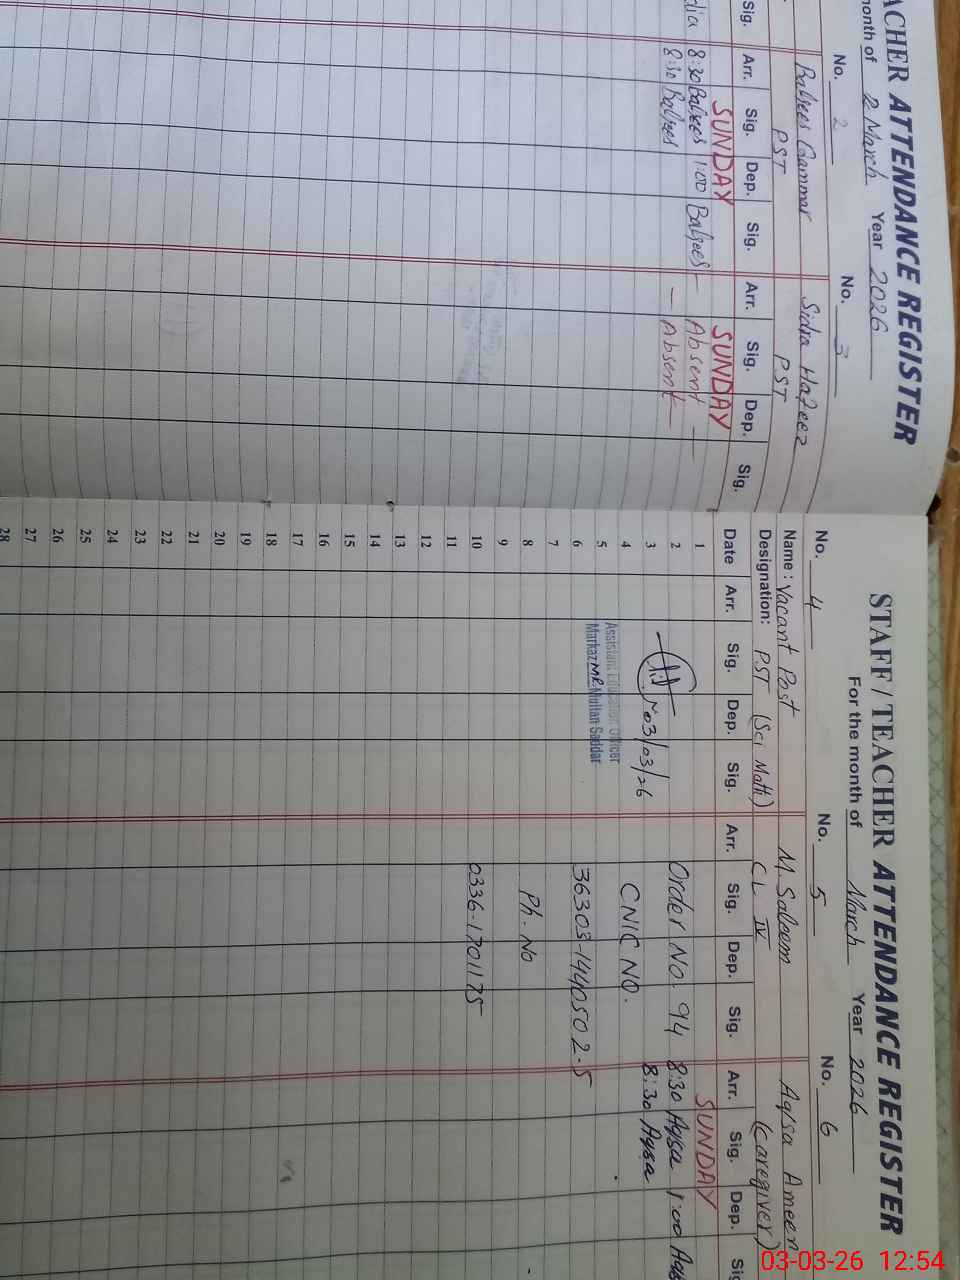 ACHER ATTENDANCE REGISTER
month of 2 March Year 2026
No. 2 No. 3
Balqees Gammar Sidra Hafeez
PST PST
Sig. Arr. Sig. Dep. Sig. Arr. Sig. Dep. Sig.
SUNDAY SUNDAY
dia 8:30 Balqees 1:00 Balqees — Absent —
8:30 Balqees — Absent —
STAFF / TEACHER ATTENDANCE REGISTER
For the month of March Year 2026
No. 4 No. 5 No. 6
Name: Vacant Post M. Saleem Aqsa Ameen
Designation: PST (Sci Math) CL IV (Caregiver)
Date Arr. Sig. Dep. Sig. Arr. Sig. Dep. Sig. Arr. Sig. Dep. Sig
1 SUNDAY
2 Order No. 94 8:30 Aqsa 1:00 Aqs
3 03/03/26 8:30 Aqsa
4 CNIC NO.
5 Assistant Education Officer
Markaz MR Multan Saddar
6 36303-1440502-5
7
8 Ph. No
9
10 0336-1701175
11
12
13
14
15
16
17
18
19
20
21
22
23
24
25
26
27
28
03-03-26 12:54